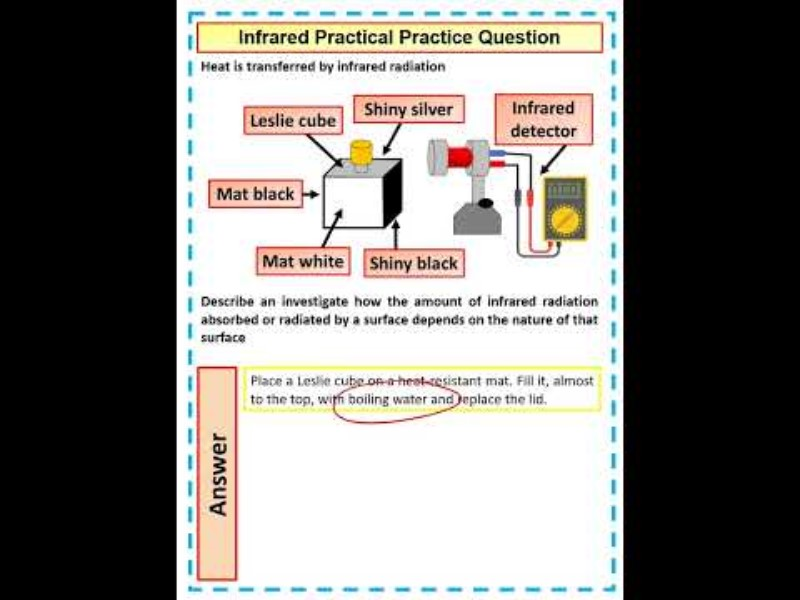 Infrared Practical Practice Question
Heat is transferred by infrared radiation
Shiny silver
Infrared
detector
Leslie cube
Mat black
Mat white
Shiny black
Describe an investigate how the amount of infrared radiation
absorbed or radiated by a surface depends on the nature of that
surface
Answer
Place a Leslie cube on a heat-resistant mat. Fill it, almost
to the top, with boiling water and replace the lid.